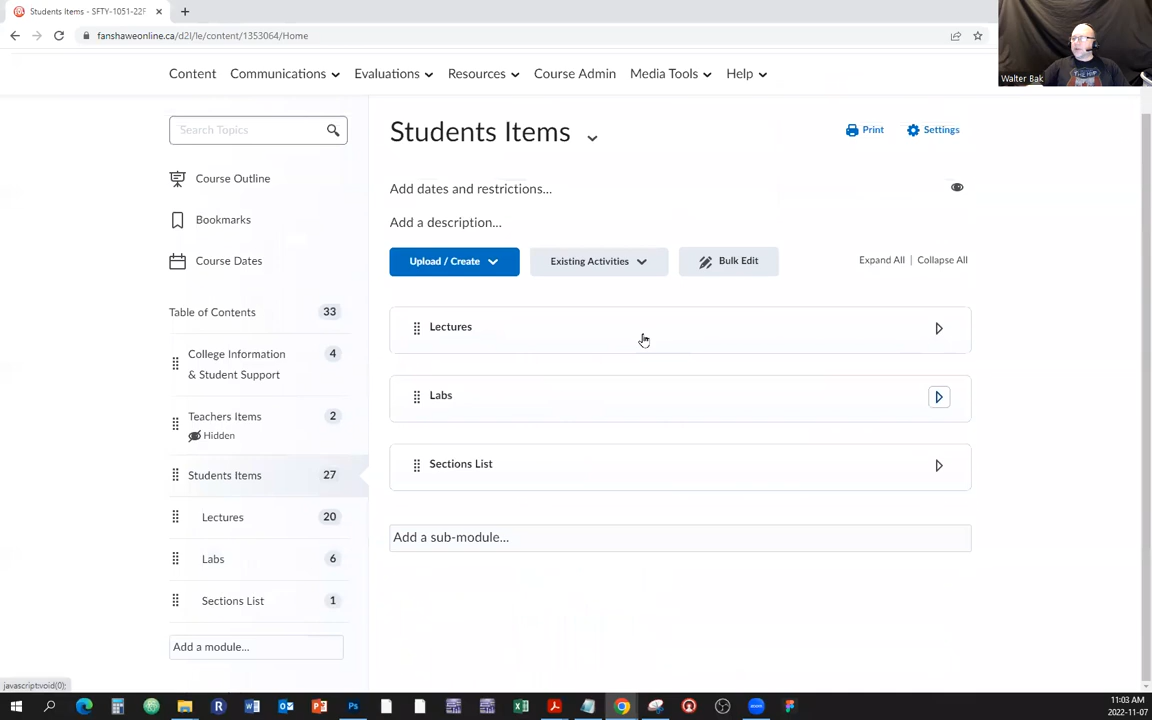 Students Items - SFTY-1051-22F
fanshaweonline.ca/d2l/le/content/1353064/Home
Walter Bak
Content Communications Evaluations Resources Course Admin Media Tools Help
Search Topics
Students Items
Print Settings
Course Outline
Add dates and restrictions...
Bookmarks
Add a description...
Course Dates
Upload / Create Existing Activities Bulk Edit Expand All | Collapse All
Table of Contents 33
Lectures
College Information & Student Support 4
Labs
Teachers Items 2
Hidden
Sections List
Students Items 27
Lectures 20
Add a sub-module...
Labs 6
Sections List 1
Add a module...
javascript:void(0);
11:03 AM
2022-11-07